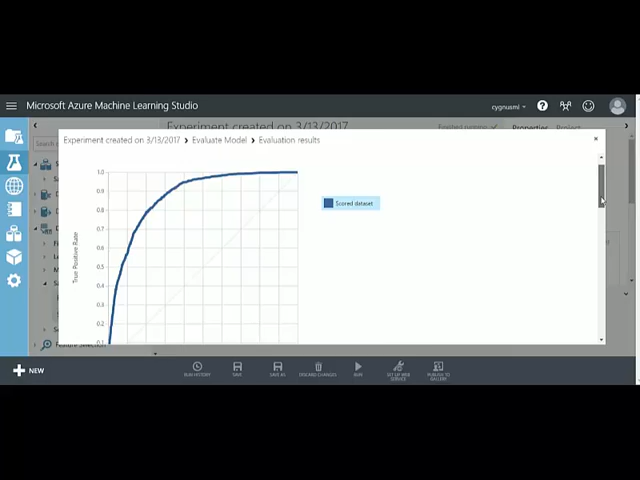 Microsoft Azure Machine Learning Studio
cygnusml
?
Experiment created on 3/13/2017
Finished running
Properties Project
Experiment created on 3/13/2017 > Evaluate Model > Evaluation results
1.0
0.9
0.8
0.7
0.6
0.5
0.4
0.3
0.2
0.1
True Positive Rate
Scored dataset
Feature Selection
NEW
RUN HISTORY
SAVE
SAVE AS
DISCARD CHANGES
RUN
SET UP WEB SERVICE
PUBLISH TO GALLERY